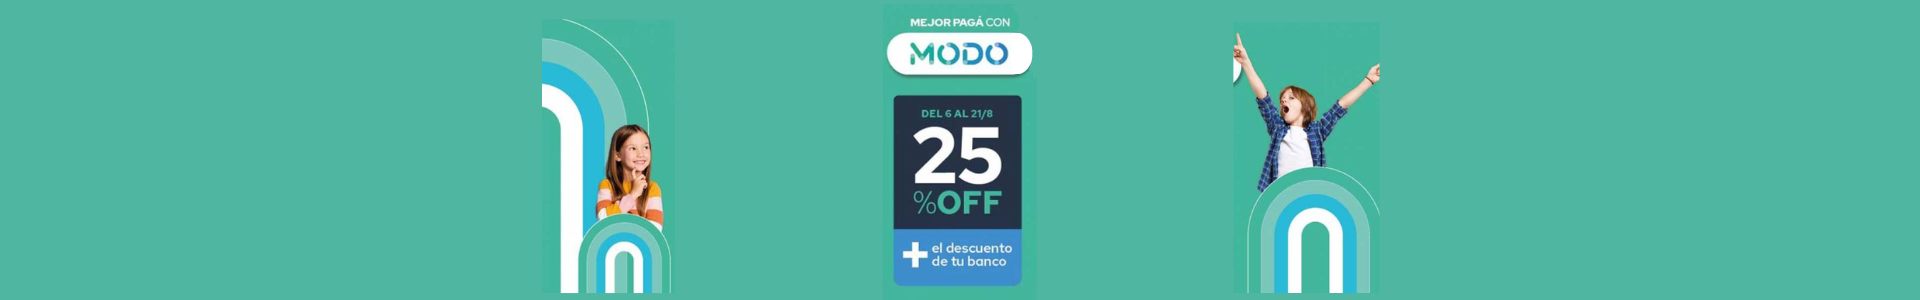 MEJOR PAGÁ CON
MODO
DEL 6 AL 21/8
25
%OFF
+ el descuento
de tu banco